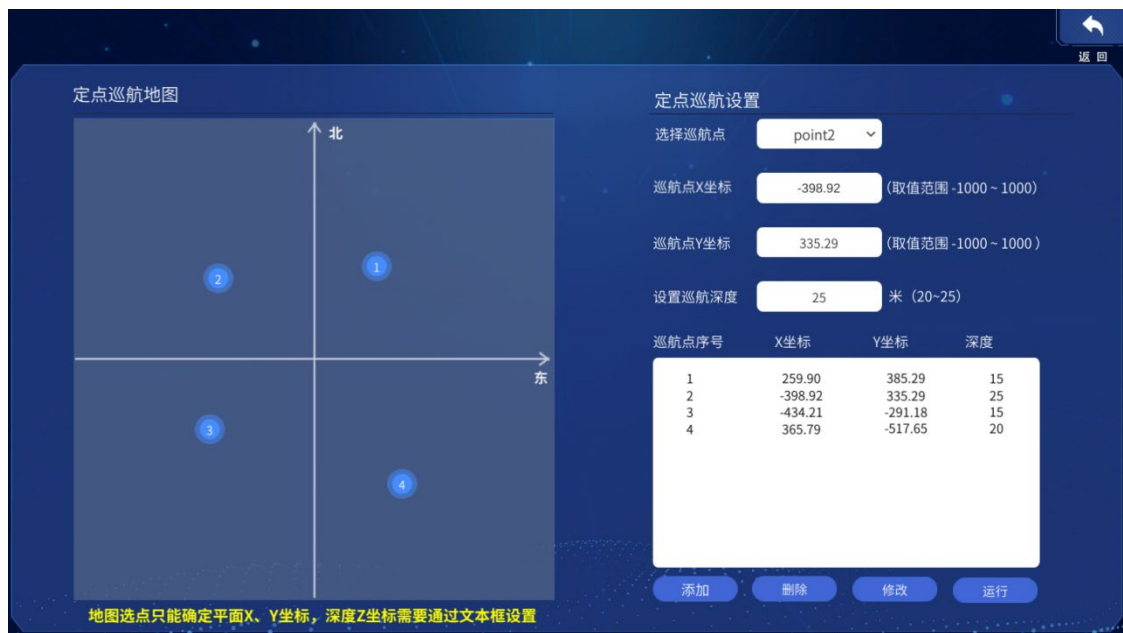 返 回
定点巡航地图
北
1
2
东
3
4
地图选点只能确定平面X、Y坐标，深度Z坐标需要通过文本框设置
定点巡航设置
选择巡航点 point2
巡航点X坐标 -398.92 (取值范围 -1000 ~ 1000)
巡航点Y坐标 335.29 (取值范围 -1000 ~ 1000 )
设置巡航深度 25 米（20~25）
巡航点序号 X坐标 Y坐标 深度
1 259.90 385.29 15
2 -398.92 335.29 25
3 -434.21 -291.18 15
4 365.79 -517.65 20
添加 删除 修改 运行